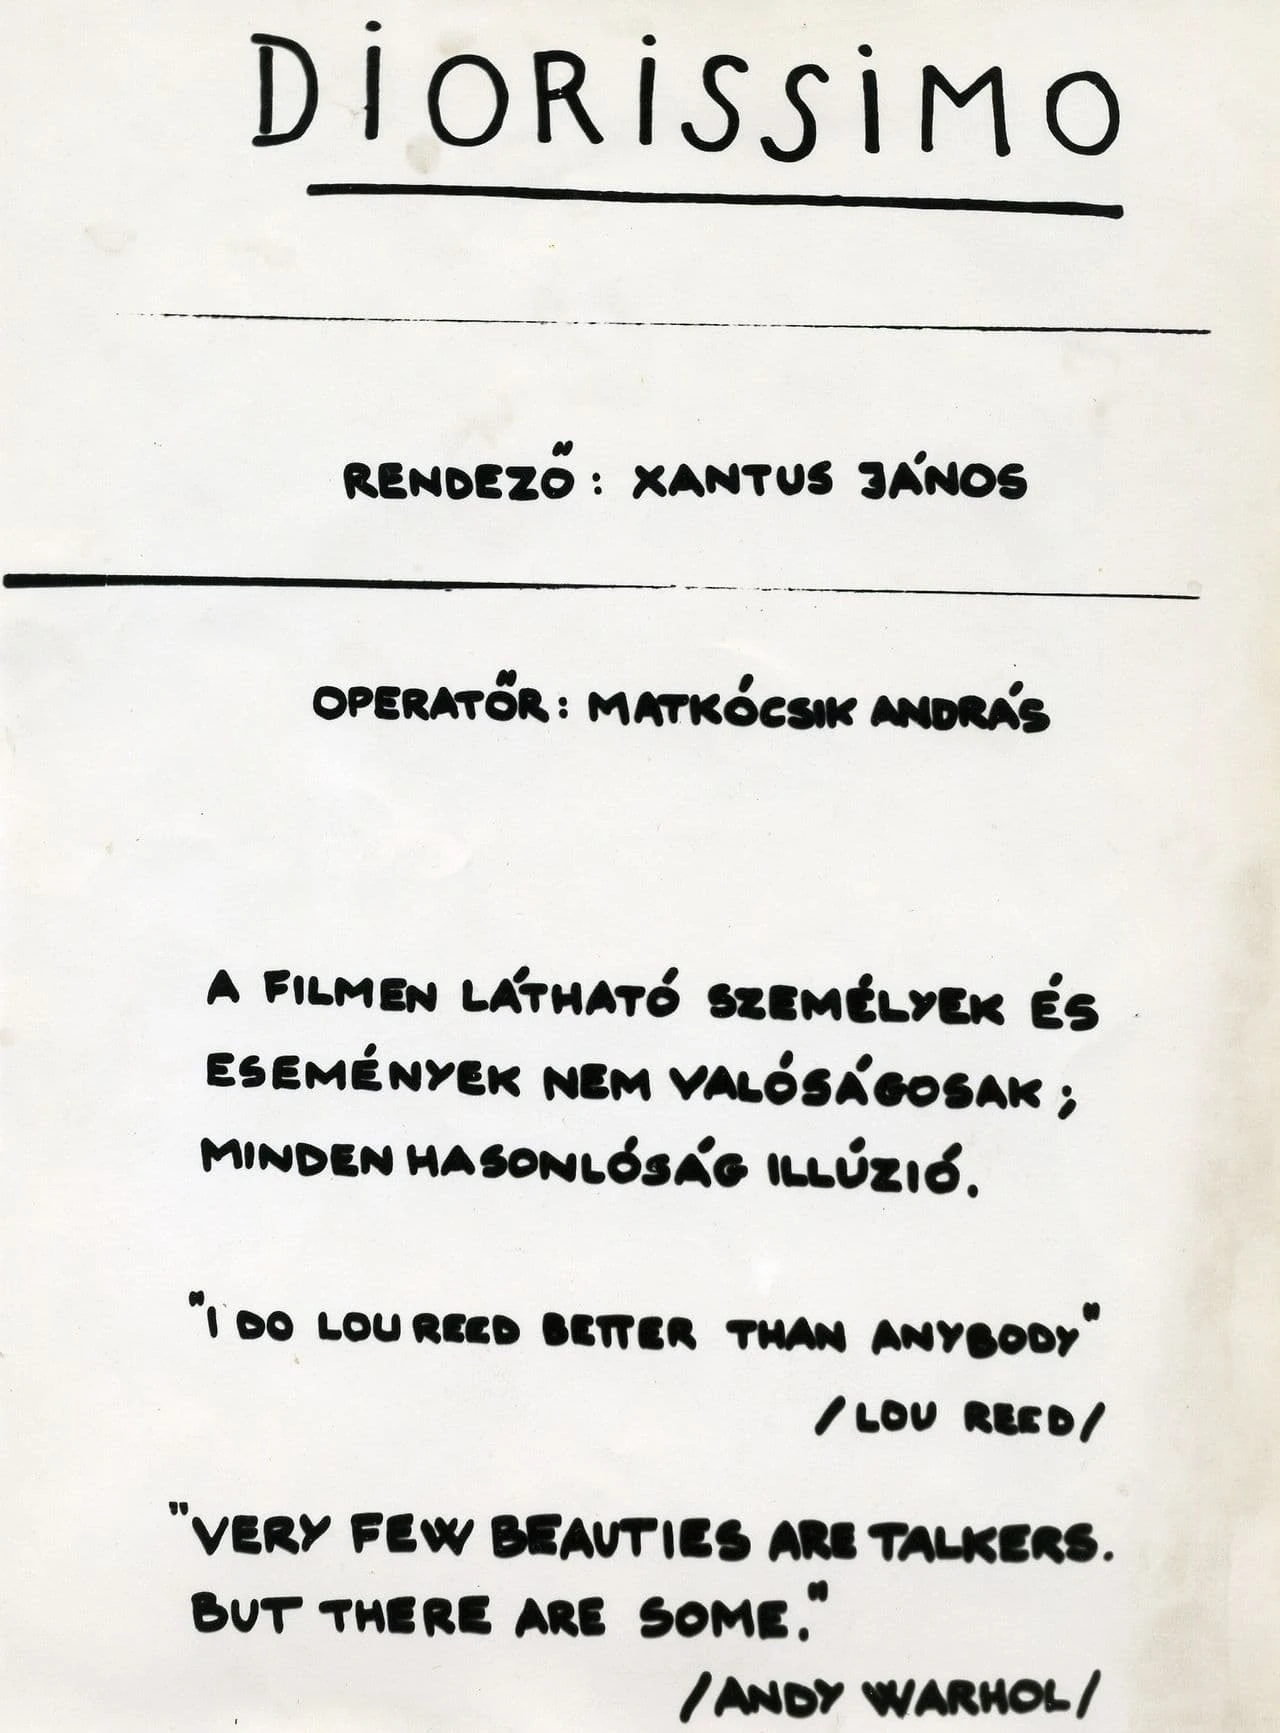 DIORISSIMO
RENDEZŐ: XANTUS JÁNOS
OPERATŐR: MATKÓCSIK ANDRÁS
A FILMEN LÁTHATÓ SZEMÉLYEK ÉS
ESEMÉNYEK NEM VALÓSÁGOSAK;
MINDEN HASONLÓSÁG ILLÚZIÓ.
"I DO LOU REED BETTER THAN ANYBODY"
/LOU REED/
"VERY FEW BEAUTIES ARE TALKERS.
BUT THERE ARE SOME."
/ANDY WARHOL/